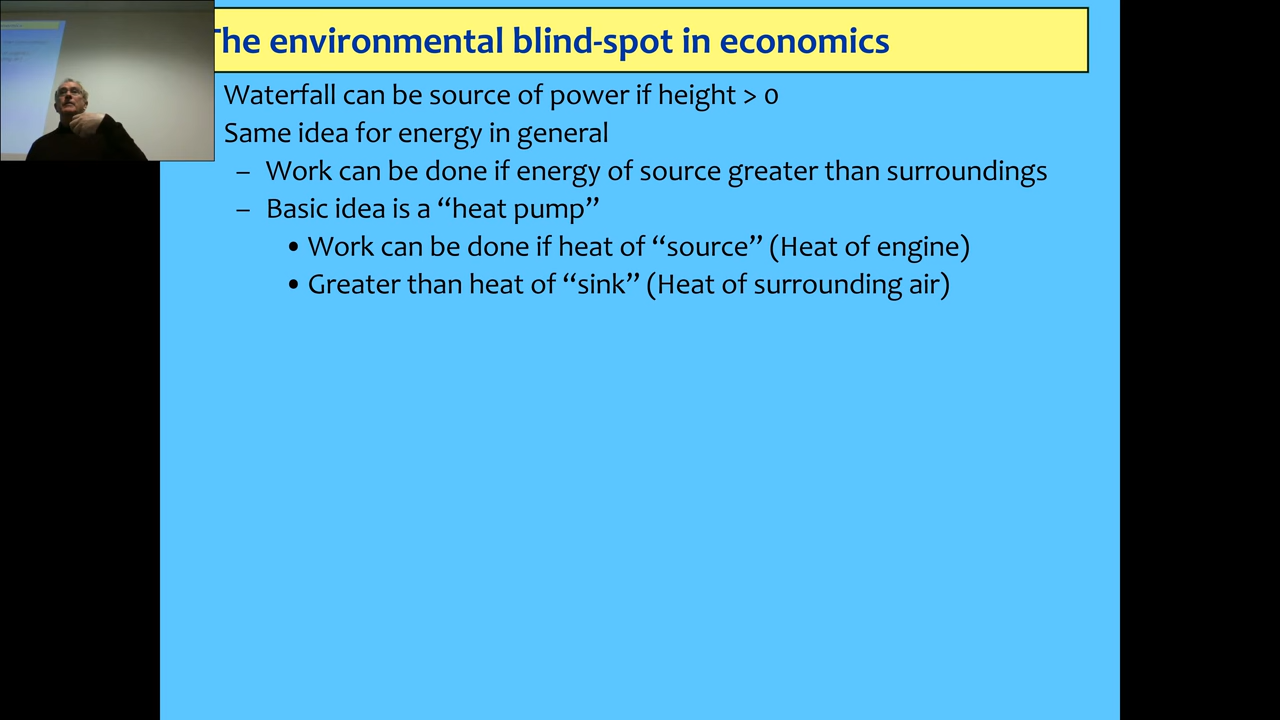 The environmental blind-spot in economics
Waterfall can be source of power if height > 0
Same idea for energy in general
– Work can be done if energy of source greater than surroundings
– Basic idea is a “heat pump”
• Work can be done if heat of “source” (Heat of engine)
• Greater than heat of “sink” (Heat of surrounding air)